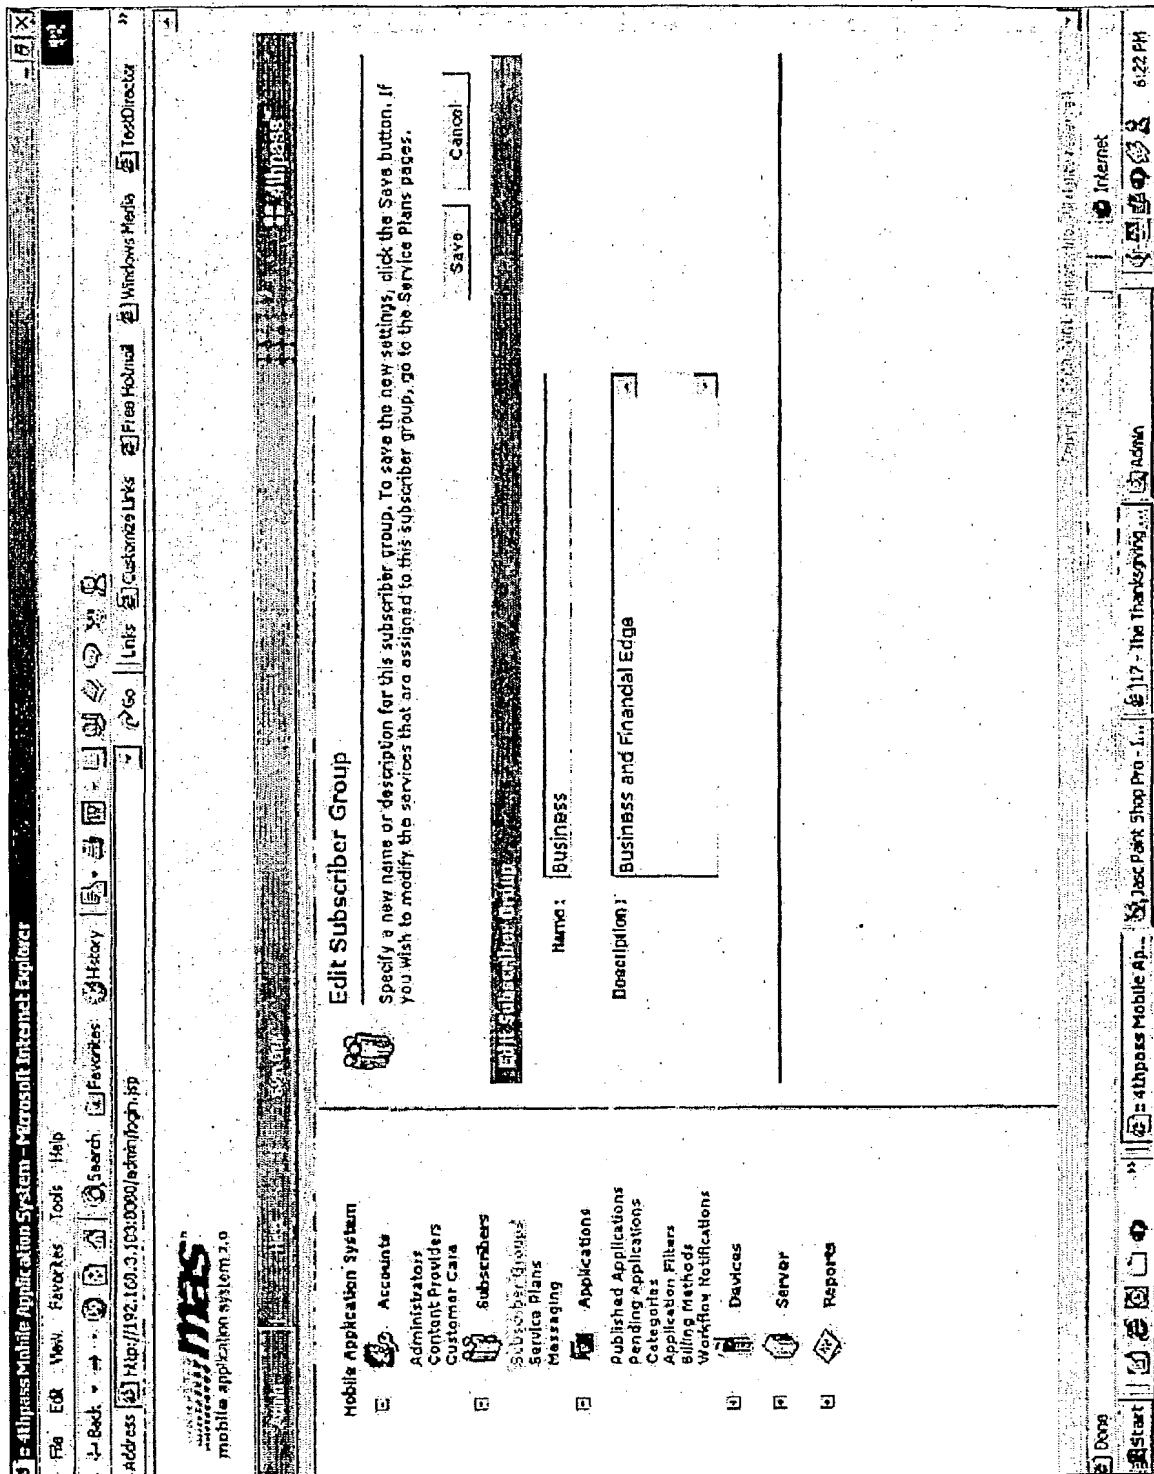 4thpass Mobile Application System - Microsoft Internet Explorer
File Edit View Favorites Tools Help
Back Search Favorites History
Address http://192.168.3.103:8080/admin/login.jsp Go Links Customize Links Free Hotmail Windows Media TestDirector
mas
mobile application system 2.0
4thpass
Mobile Application System
Accounts
Administrators
Content Providers
Customer Care
Subscribers
Subscriber Groups
Service Plans
Messaging
Applications
Published Applications
Pending Applications
Categories
Application Filters
Billing Methods
Workflow Notifications
Devices
Server
Reports
Edit Subscriber Group
Specify a new name or description for this subscriber group. To save the new settings, click the Save button. If
you wish to modify the services that are assigned to this subscriber group, go to the Service Plans pages.
Save Cancel
Edit Subscriber Group
Name: Business
Description: Business and Financial Edge
Done Internet
Start 4thpass Mobile Ap... Jasc Paint Shop Pro - I... 17 - The Thanksgiving ... Admin 6:22 PM